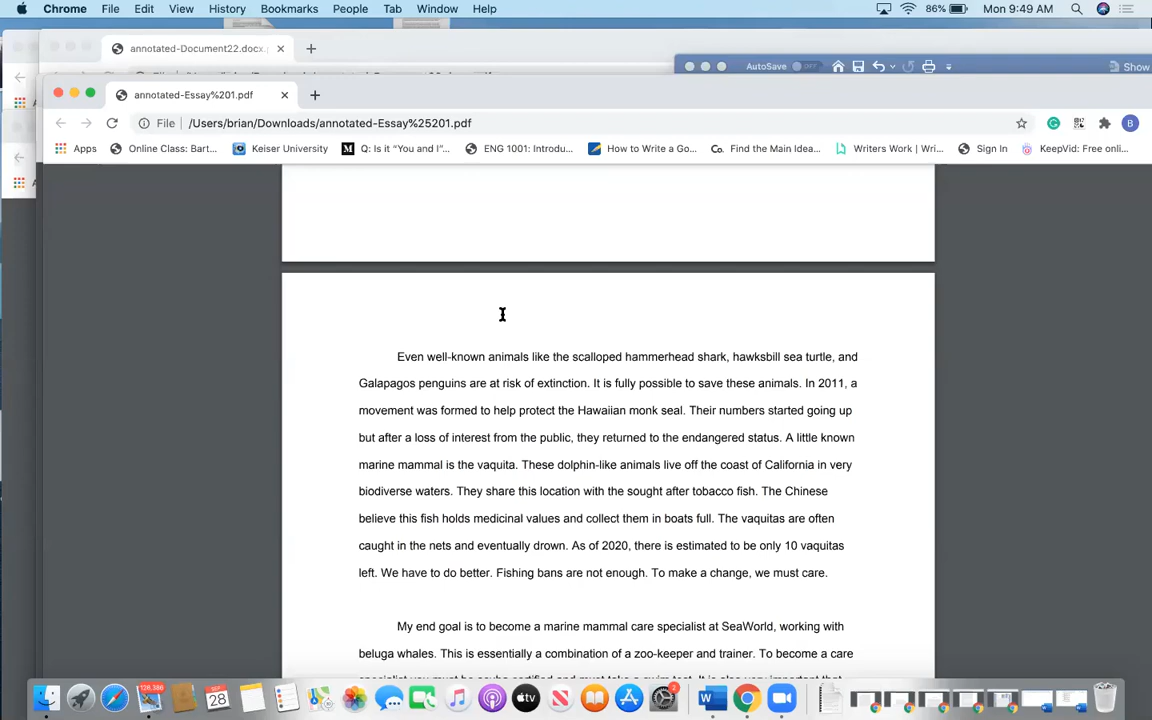 Chrome File Edit View History Bookmarks People Tab Window Help 86% Mon 9:49 AM
annotated-Document22.docx.
AutoSave OFF Show
annotated-Essay%201.pdf
File /Users/brian/Downloads/annotated-Essay%25201.pdf
Apps Online Class: Bart... Keiser University Q: Is it “You and I”... ENG 1001: Introdu... How to Write a Go... Co. Find the Main Idea... Writers Work | Wri... Sign In KeepVid: Free onli...
Even well-known animals like the scalloped hammerhead shark, hawksbill sea turtle, and
Galapagos penguins are at risk of extinction. It is fully possible to save these animals. In 2011, a
movement was formed to help protect the Hawaiian monk seal. Their numbers started going up
but after a loss of interest from the public, they returned to the endangered status. A little known
marine mammal is the vaquita. These dolphin-like animals live off the coast of California in very
biodiverse waters. They share this location with the sought after tobacco fish. The Chinese
believe this fish holds medicinal values and collect them in boats full. The vaquitas are often
caught in the nets and eventually drown. As of 2020, there is estimated to be only 10 vaquitas
left. We have to do better. Fishing bans are not enough. To make a change, we must care.
My end goal is to become a marine mammal care specialist at SeaWorld, working with
beluga whales. This is essentially a combination of a zoo-keeper and trainer. To become a care